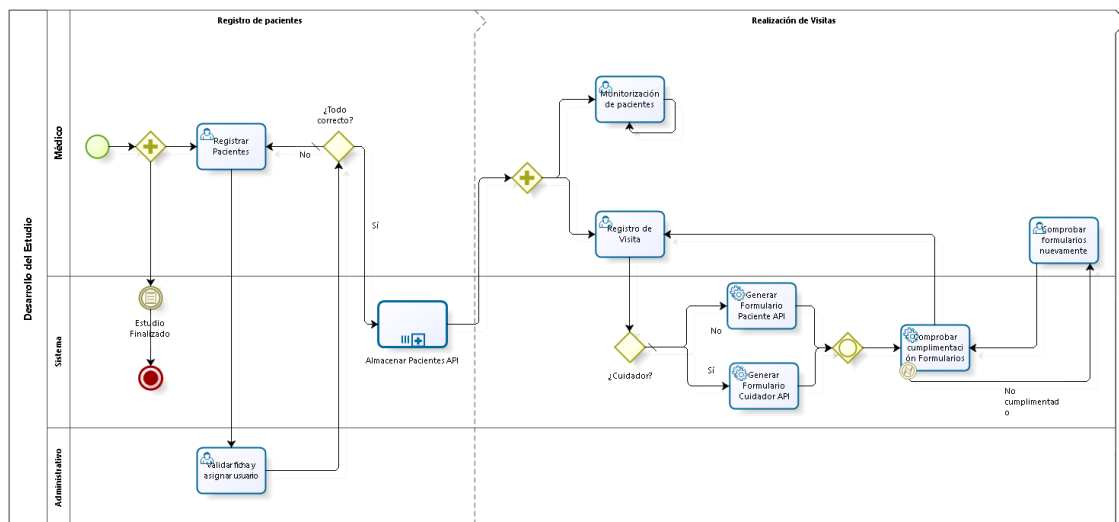 Registro de pacientes
Realización de Visitas
Desarrollo del Estudio
Médico
¿Todo
correcto?
Registrar
Pacientes
No
Sí
Monitorización
de pacientes
Registro de
Visita
Comprobar
formularios
nuevamente
Sistema
Estudio
Finalizado
Almacenar Pacientes API
Generar
Formulario
Paciente API
No
¿Cuidador?
Sí
Generar
Formulario
Cuidador API
Comprobar
cumplimentaci
ón Formularios
No
cumplimentad
o
Administrativo
Validar ficha y
asignar usuario